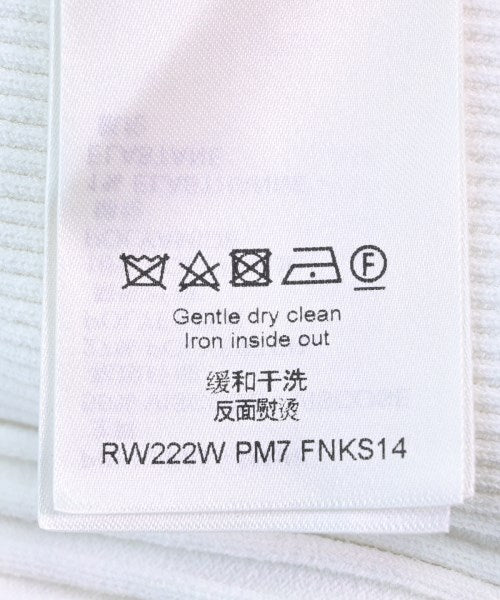 F
Gentle dry clean
Iron inside out
缓和干洗
反面熨烫
RW222W PM7 FNKS14